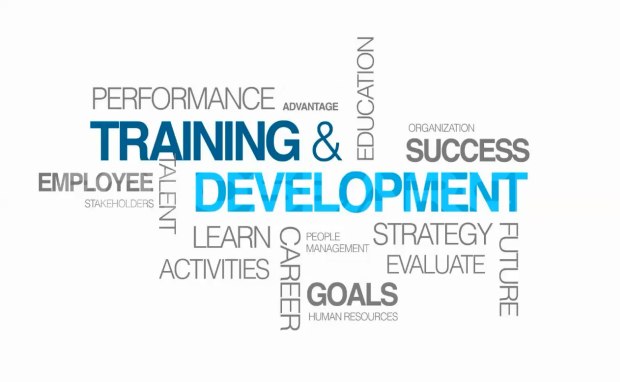 EDUCATION
PERFORMANCE
ADVANTAGE
TRAINING &
ORGANIZATION
SUCCESS
EMPLOYEE
STAKEHOLDERS
TALENT
DEVELOPMENT
LEARN
CAREER
PEOPLE
MANAGEMENT
STRATEGY
FUTURE
ACTIVITIES
EVALUATE
GOALS
HUMAN RESOURCES